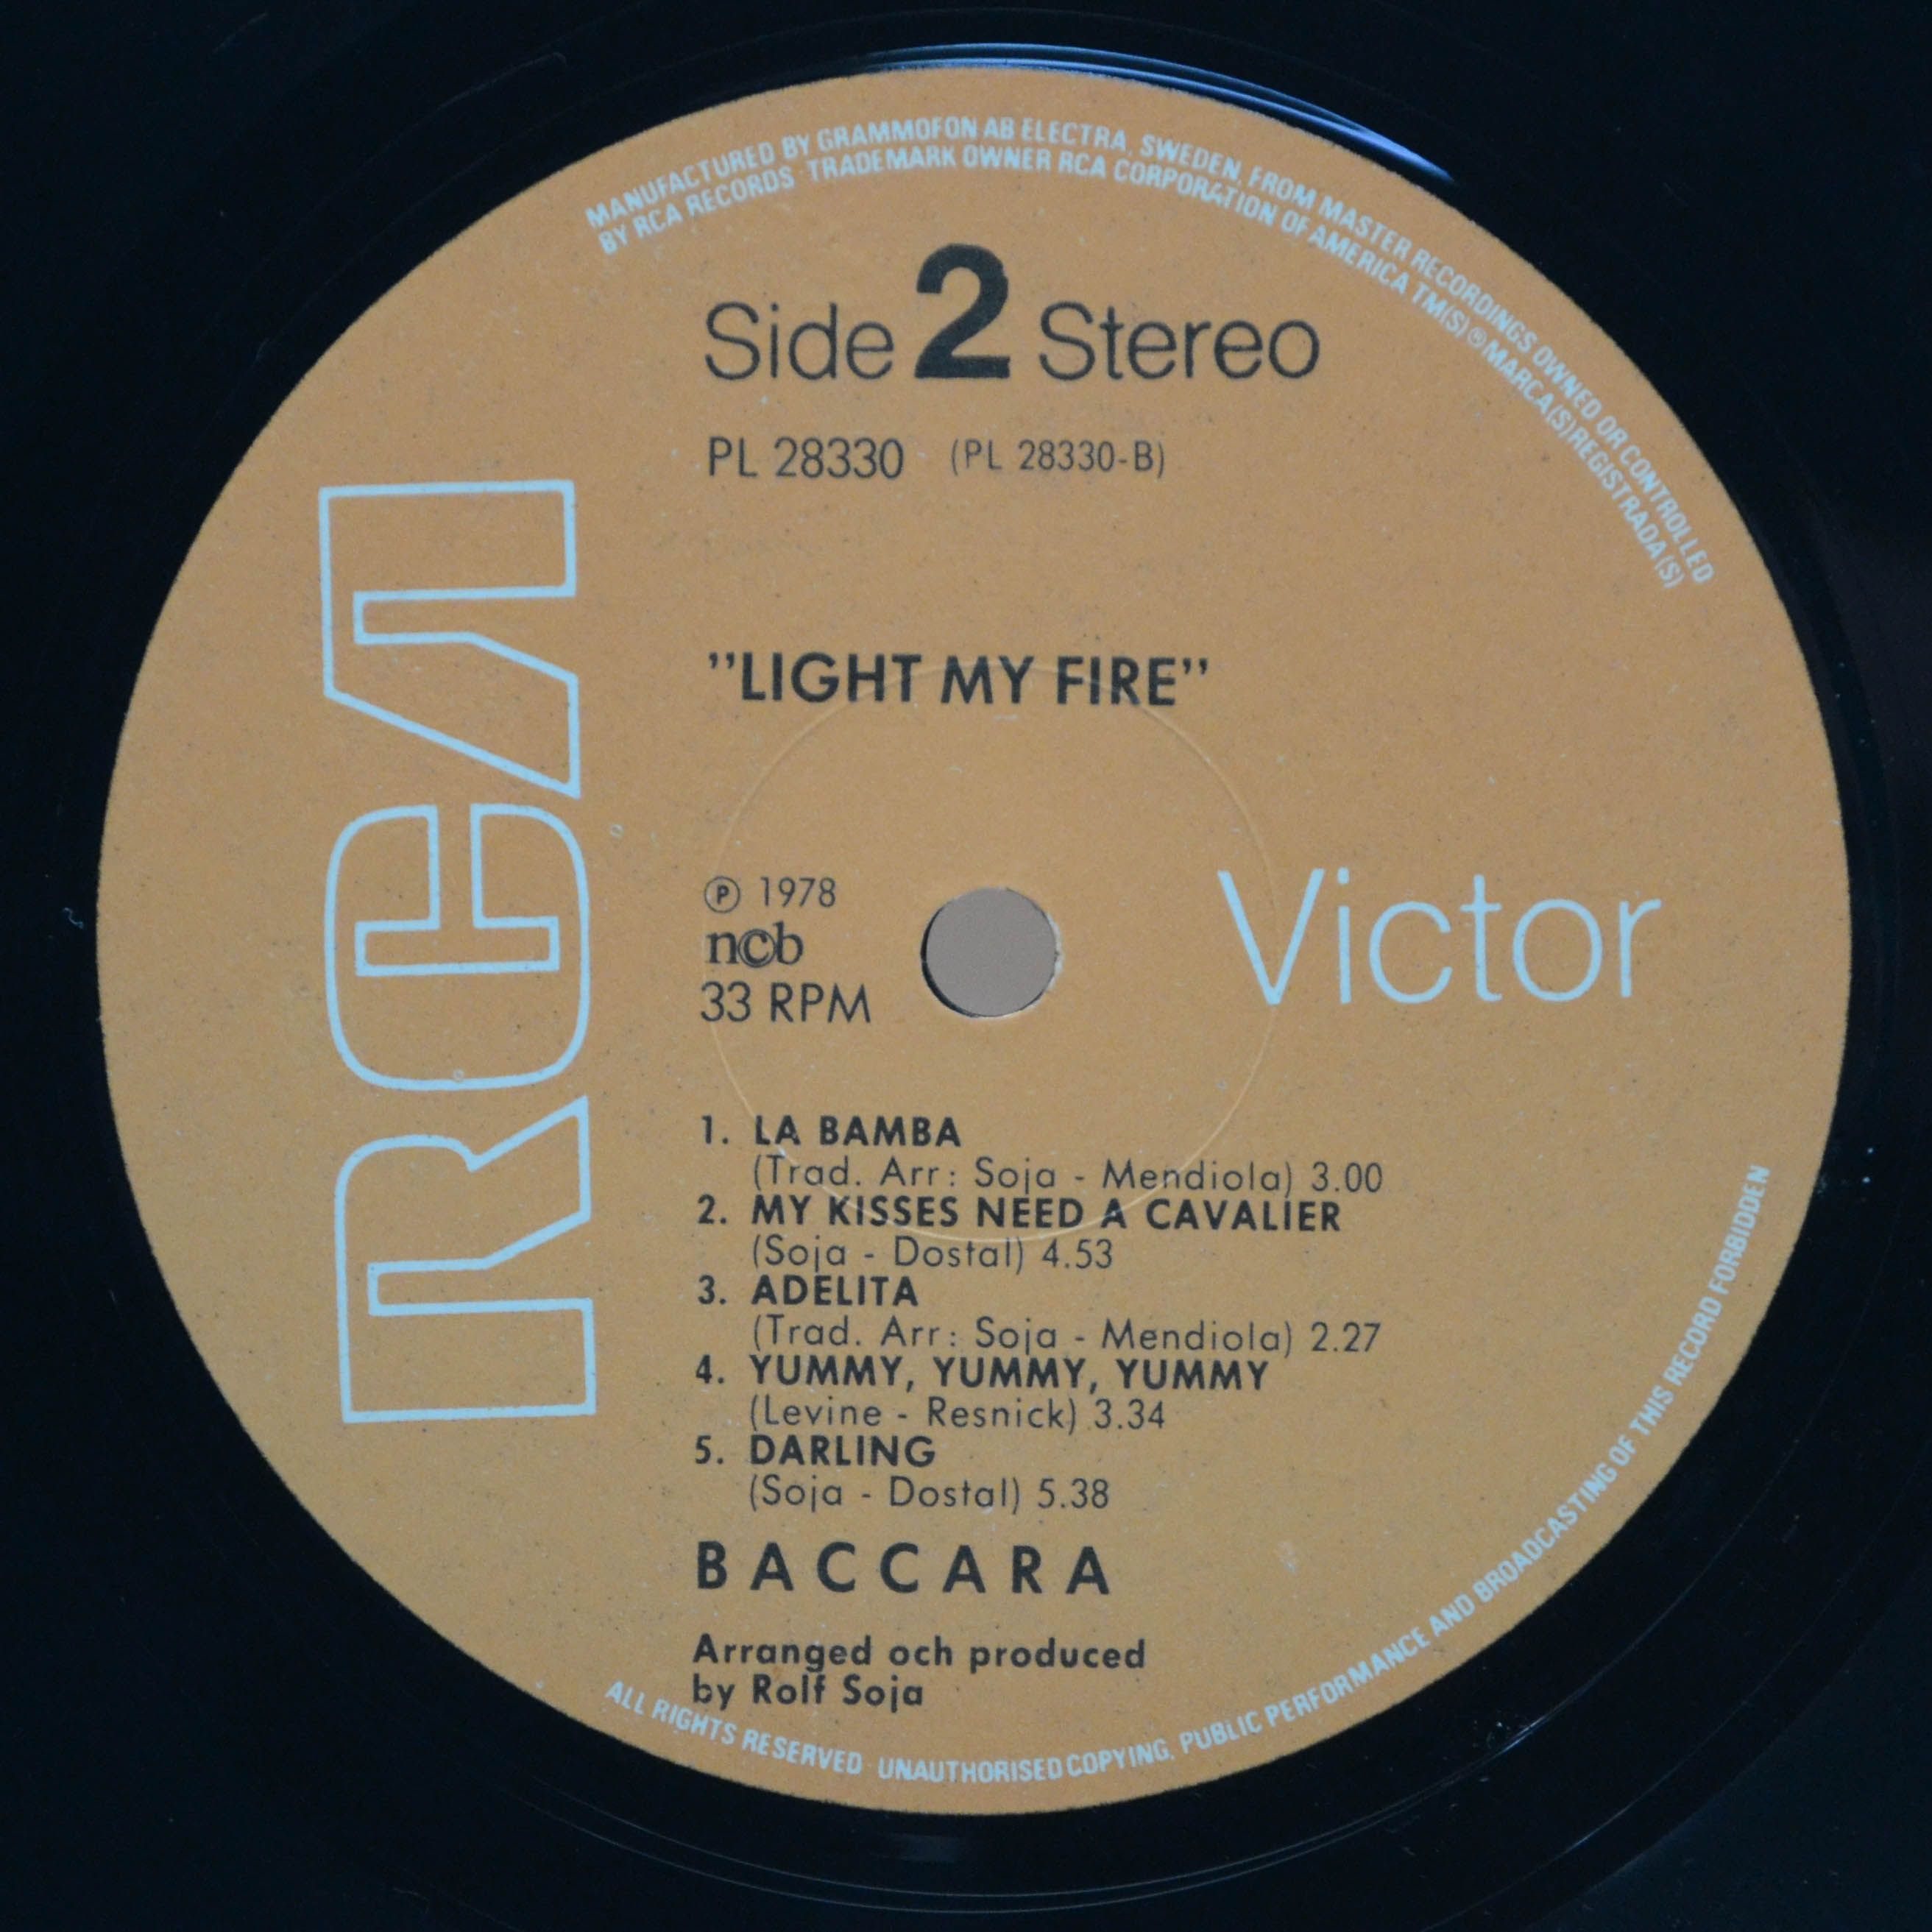 MANUFACTURED BY GRAMMOFON AB ELECTRA, SWEDEN, FROM MASTER RECORDINGS OWNED OR CONTROLLED
BY RCA RECORDS · TRADEMARK OWNER RCA CORPORATION OF AMERICA TM(S) ® MARCA(S) REGISTRADA(S)
Side 2 Stereo
PL 28330 (PL 28330-B)
"LIGHT MY FIRE"
RCA
Ⓟ 1978
ncb
33 RPM
Victor
1. LA BAMBA
(Trad. Arr: Soja - Mendiola) 3.00
2. MY KISSES NEED A CAVALIER
(Soja - Dostal) 4.53
3. ADELITA
(Trad. Arr: Soja - Mendiola) 2.27
4. YUMMY, YUMMY, YUMMY
(Levine - Resnick) 3.34
5. DARLING
(Soja - Dostal) 5.38
BACCARA
Arranged och produced
by Rolf Soja
ALL RIGHTS RESERVED · UNAUTHORISED COPYING, PUBLIC PERFORMANCE AND BROADCASTING OF THIS RECORD FORBIDDEN